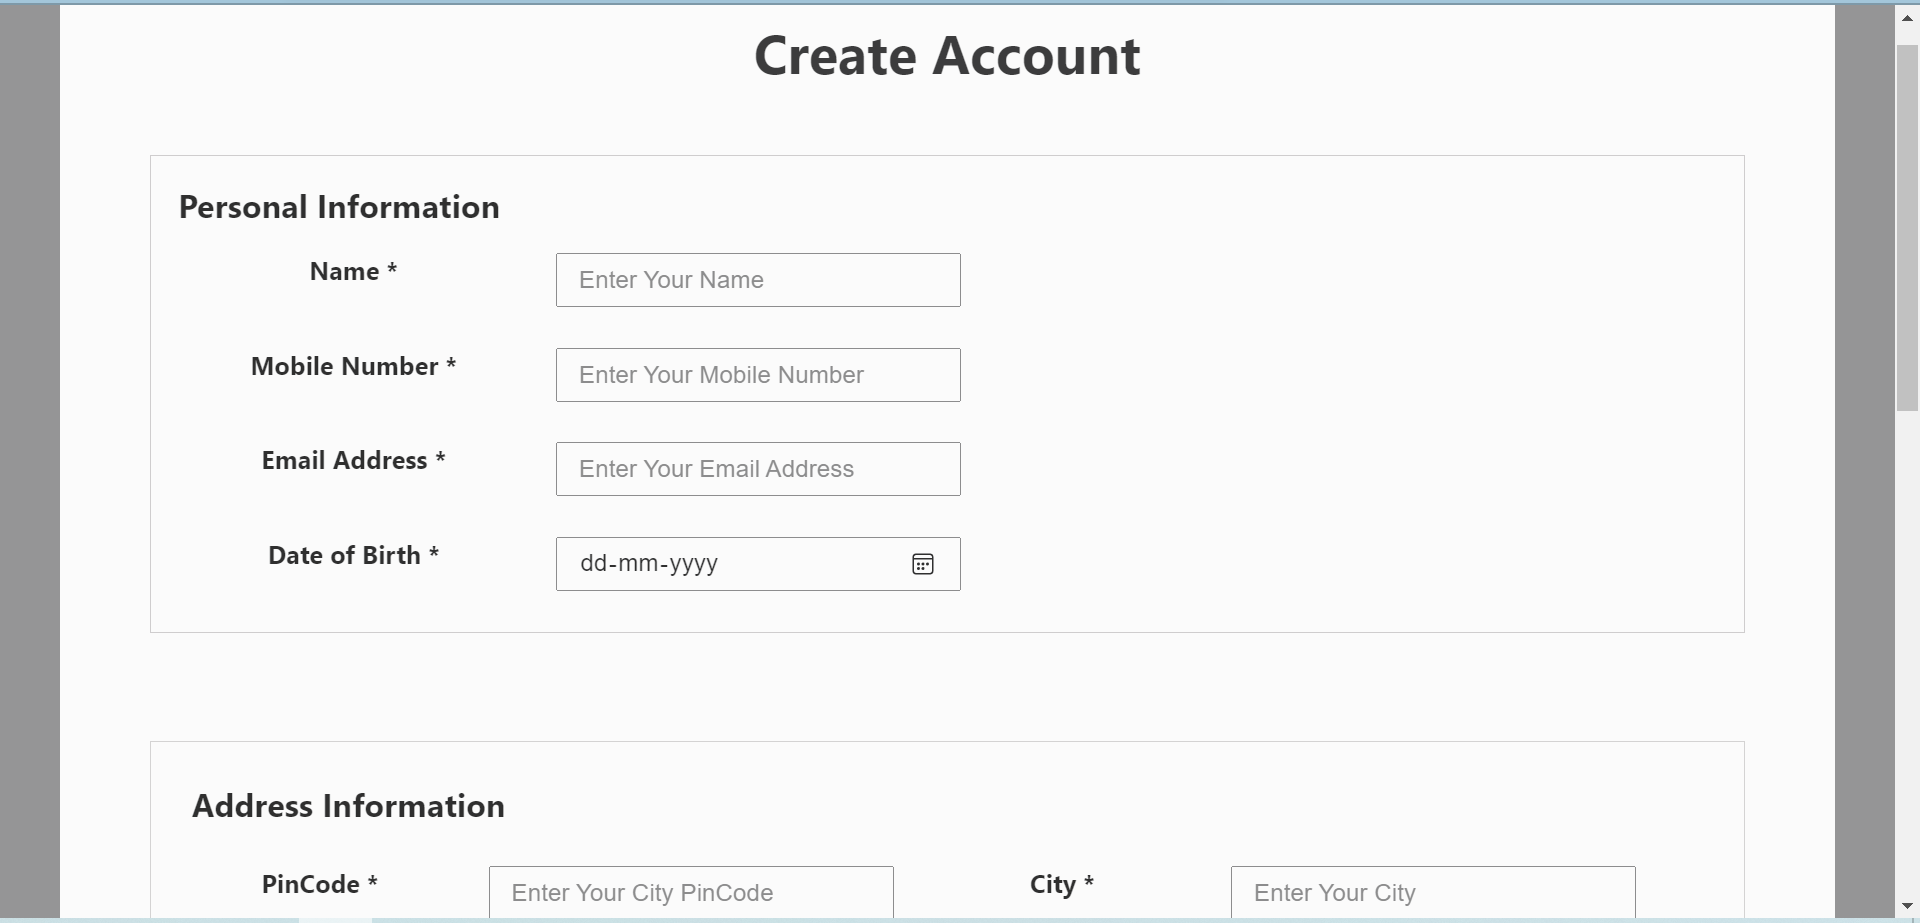 Create Account
Personal Information
Name * Enter Your Name
Mobile Number * Enter Your Mobile Number
Email Address * Enter Your Email Address
Date of Birth * dd-mm-yyyy
Address Information
PinCode * Enter Your City PinCode City * Enter Your City